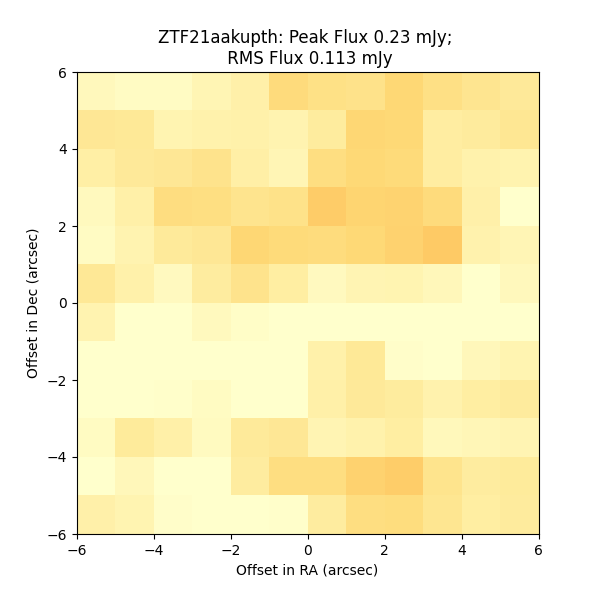 ZTF21aakupth: Peak Flux 0.23 mJy;
RMS Flux 0.113 mJy
6
4
2
0
−2
−4
−6
Offset in Dec (arcsec)
−6 −4 −2 0 2 4 6
Offset in RA (arcsec)